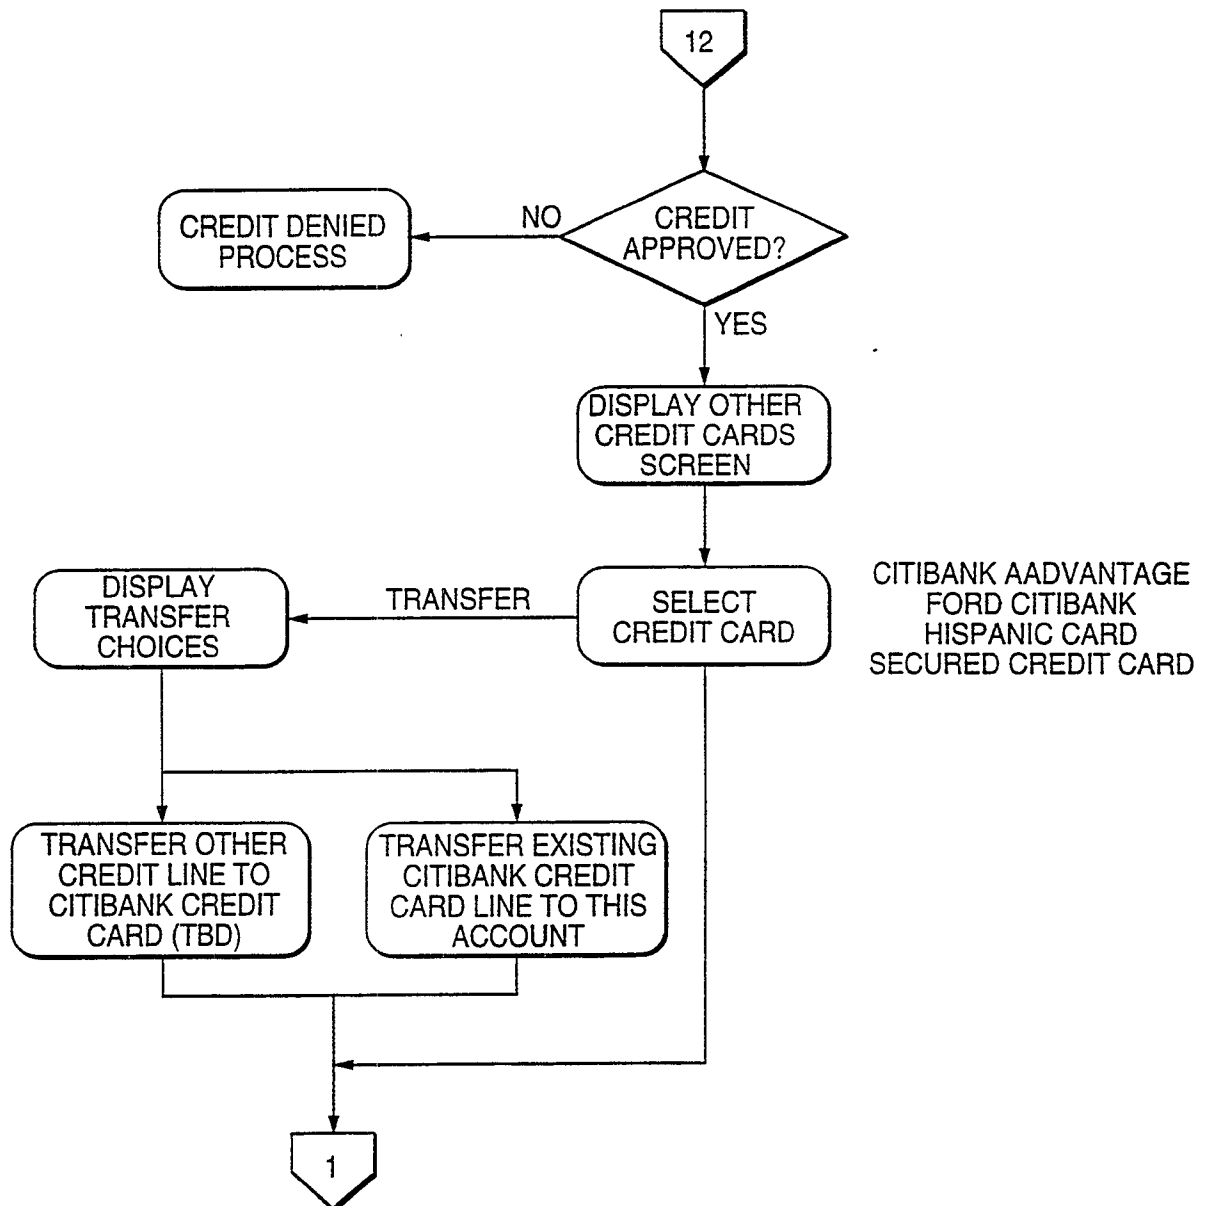 12
CREDIT
APPROVED?
NO
CREDIT DENIED
PROCESS
YES
DISPLAY OTHER
CREDIT CARDS
SCREEN
SELECT
CREDIT CARD
CITIBANK AADVANTAGE
FORD CITIBANK
HISPANIC CARD
SECURED CREDIT CARD
TRANSFER
DISPLAY
TRANSFER
CHOICES
TRANSFER OTHER
CREDIT LINE TO
CITIBANK CREDIT
CARD (TBD)
TRANSFER EXISTING
CITIBANK CREDIT
CARD LINE TO THIS
ACCOUNT
1